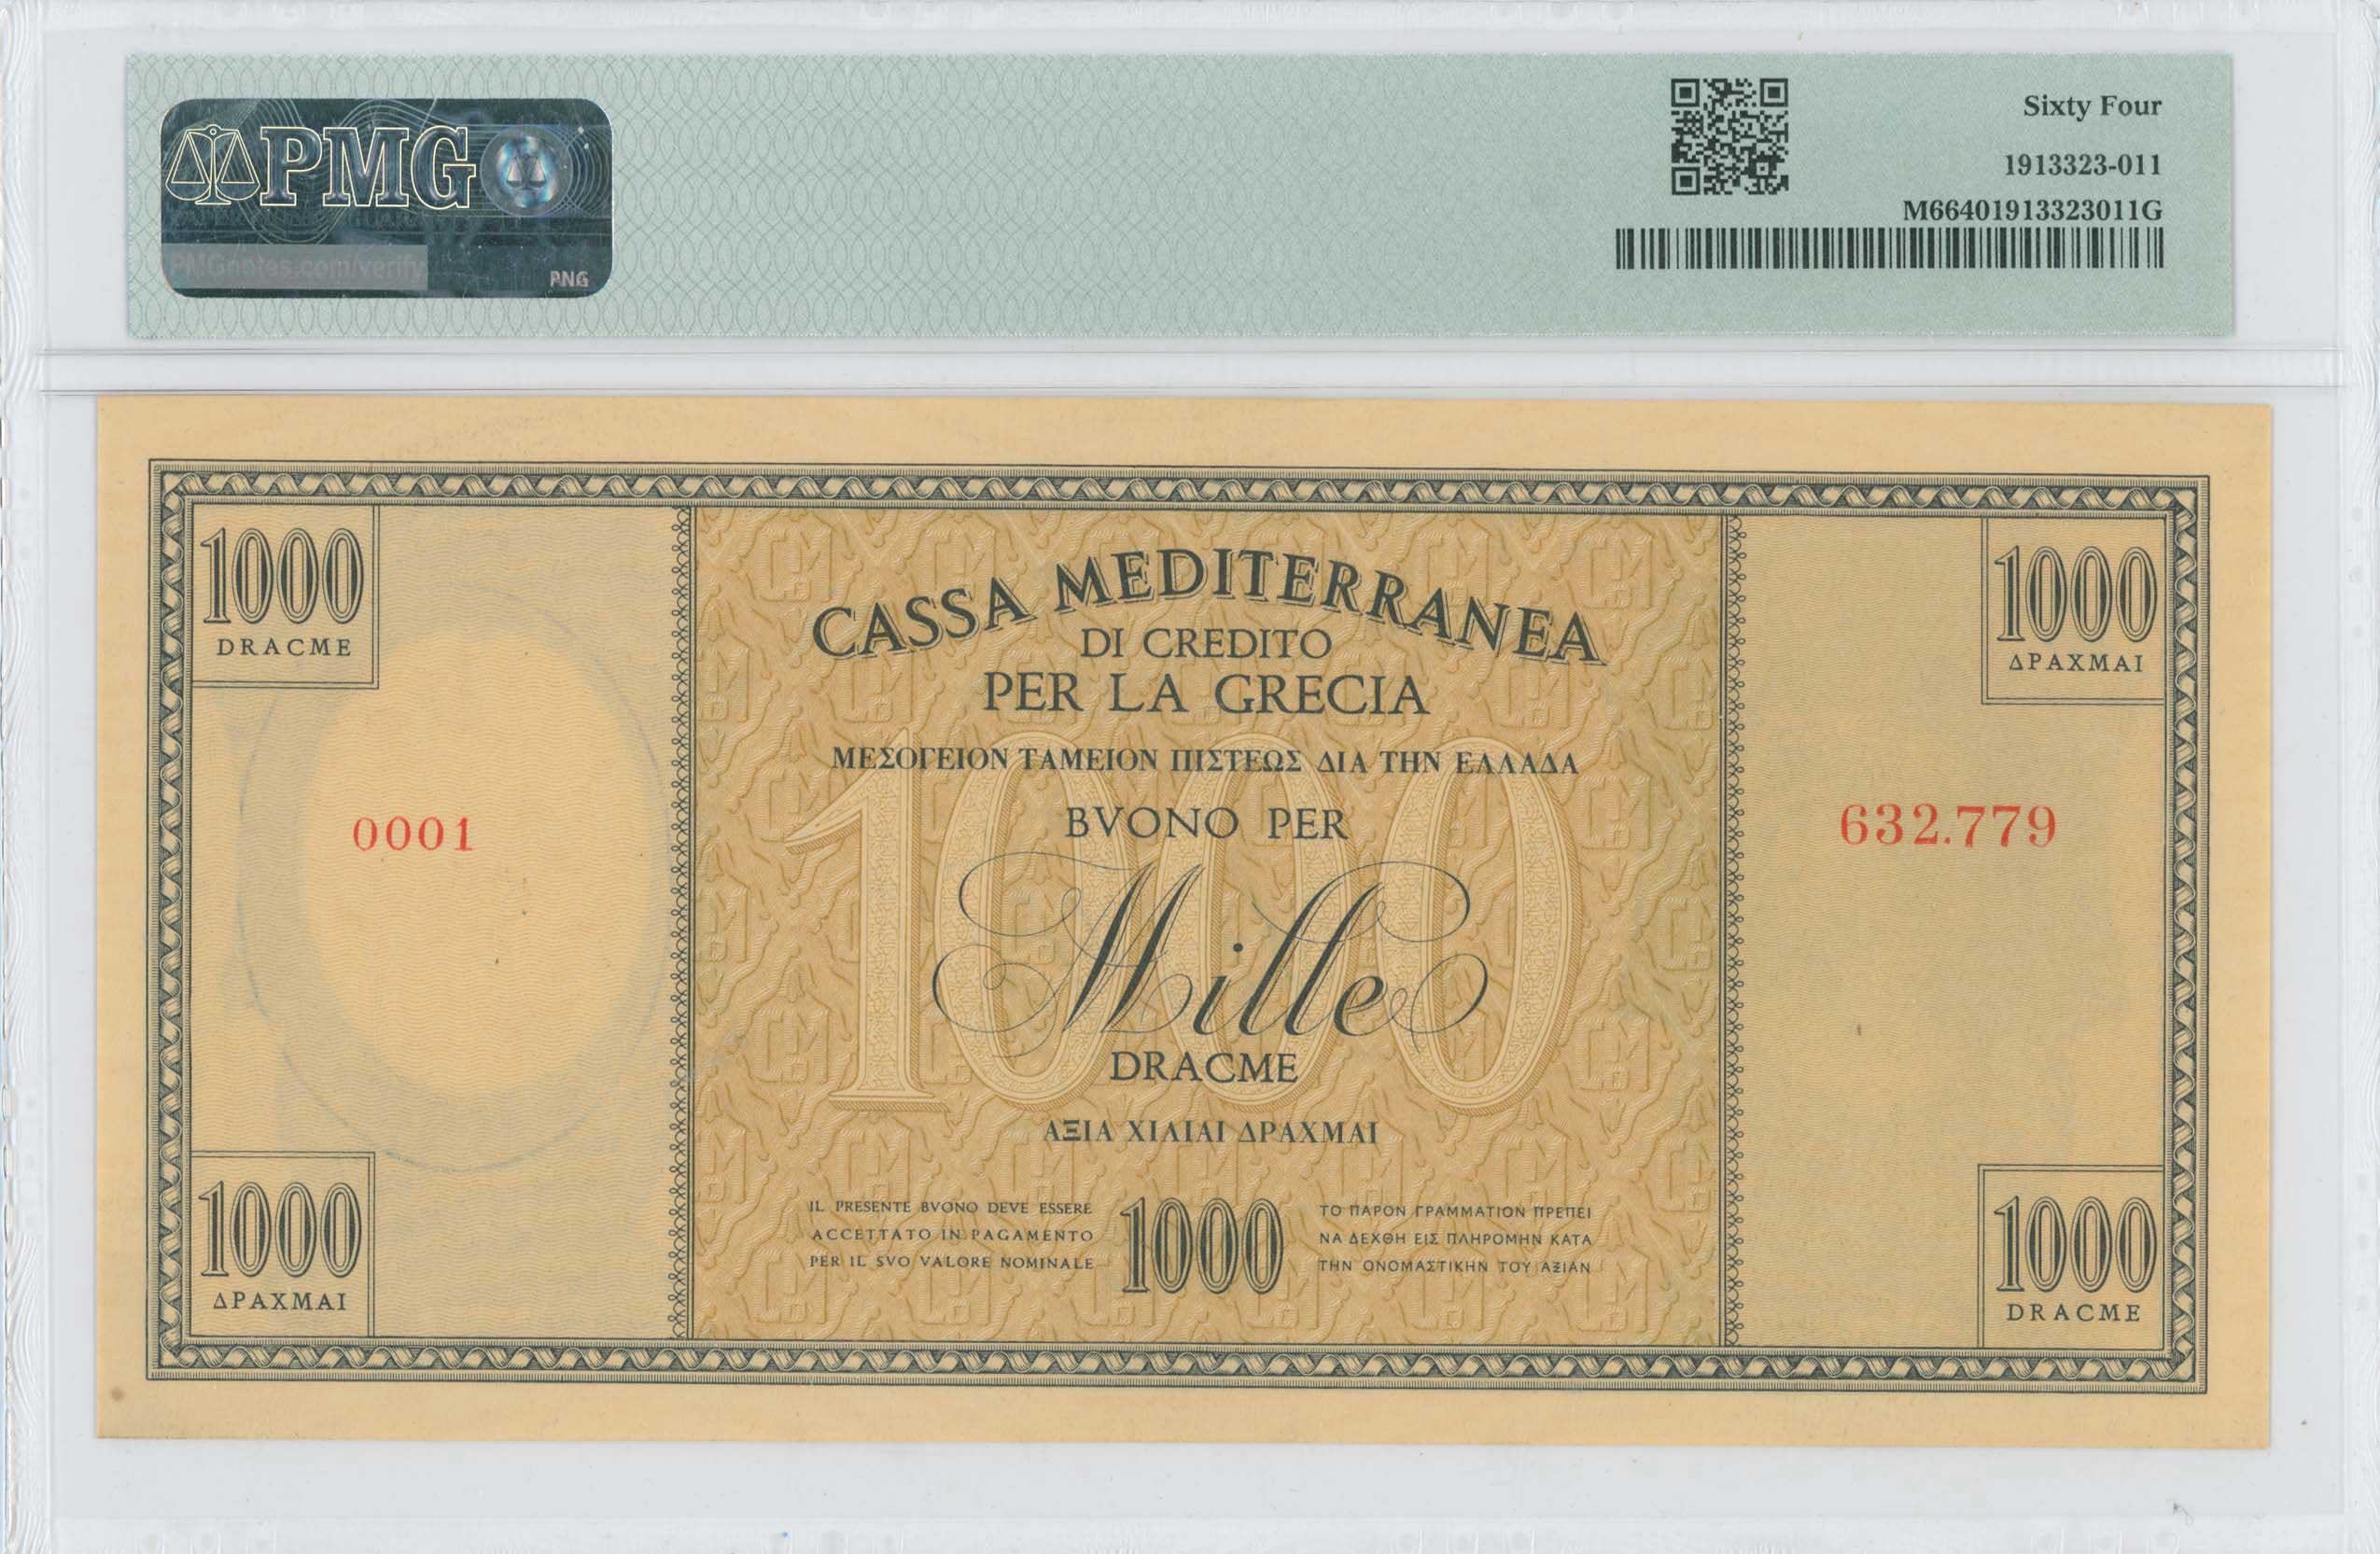 PMG
PMGnotes.com/verify
PNG
Sixty Four
1913323-011
M66401913323011G
1000
DRACME
1000
ΔΡΑΧΜΑΙ
CASSA MEDITERRANEA
DI CREDITO
PER LA GRECIA
ΜΕΣΟΓΕΙΟΝ ΤΑΜΕΙΟΝ ΠΙΣΤΕΩΣ ΔΙΑ ΤΗΝ ΕΛΛΑΔΑ
BVONO PER
0001
632.779
1000
Mille
DRACME
ΑΞΙΑ ΧΙΛΙΑΙ ΔΡΑΧΜΑΙ
IL PRESENTE BVONO DEVE ESSERE
ACCETTATO IN PAGAMENTO
PER IL SVO VALORE NOMINALE
1000
ΤΟ ΠΑΡΟΝ ΓΡΑΜΜΑΤΙΟΝ ΠΡΕΠΕΙ
ΝΑ ΔΕΧΘΗ ΕΙΣ ΠΛΗΡΟΜΗΝ ΚΑΤΑ
ΤΗΝ ΟΝΟΜΑΣΤΙΚΗΝ ΤΟΥ ΑΞΙΑΝ
1000
ΔΡΑΧΜΑΙ
1000
DRACME